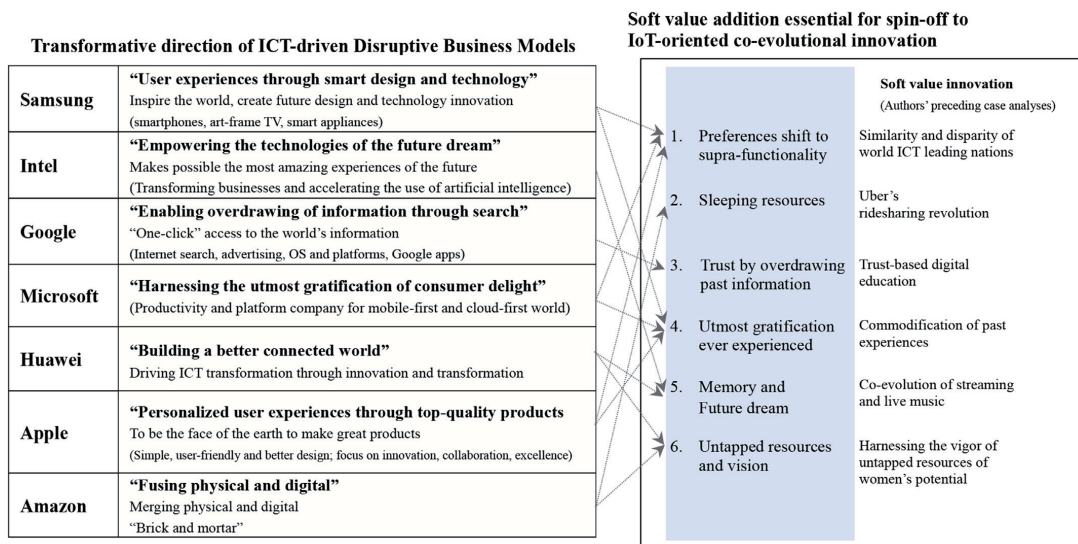 Soft value addition essential for spin-off to
IoT-oriented co-evolutional innovation
Transformative direction of ICT-driven Disruptive Business Models
Samsung
“User experiences through smart design and technology”
Inspire the world, create future design and technology innovation
(smartphones, art-frame TV, smart appliances)
Intel
“Empowering the technologies of the future dream”
Makes possible the most amazing experiences of the future
(Transforming businesses and accelerating the use of artificial intelligence)
Google
“Enabling overdrawing of information through search”
“One-click” access to the world’s information
(Internet search, advertising, OS and platforms, Google apps)
Microsoft
“Harnessing the utmost gratification of consumer delight”
(Productivity and platform company for mobile-first and cloud-first world)
Huawei
“Building a better connected world”
Driving ICT transformation through innovation and transformation
Apple
“Personalized user experiences through top-quality products
To be the face of the earth to make great products
(Simple, user-friendly and better design; focus on innovation, collaboration, excellence)
Amazon
“Fusing physical and digital”
Merging physical and digital
“Brick and mortar”
Soft value innovation
(Authors’ preceding case analyses)
1. Preferences shift to
supra-functionality
Similarity and disparity of
world ICT leading nations
2. Sleeping resources
Uber’s
ridesharing revolution
3. Trust by overdrawing
past information
Trust-based digital
education
4. Utmost gratification
ever experienced
Commodification of past
experiences
5. Memory and
Future dream
Co-evolution of streaming
and live music
6. Untapped resources
and vision
Harnessing the vigor of
untapped resources of
women’s potential